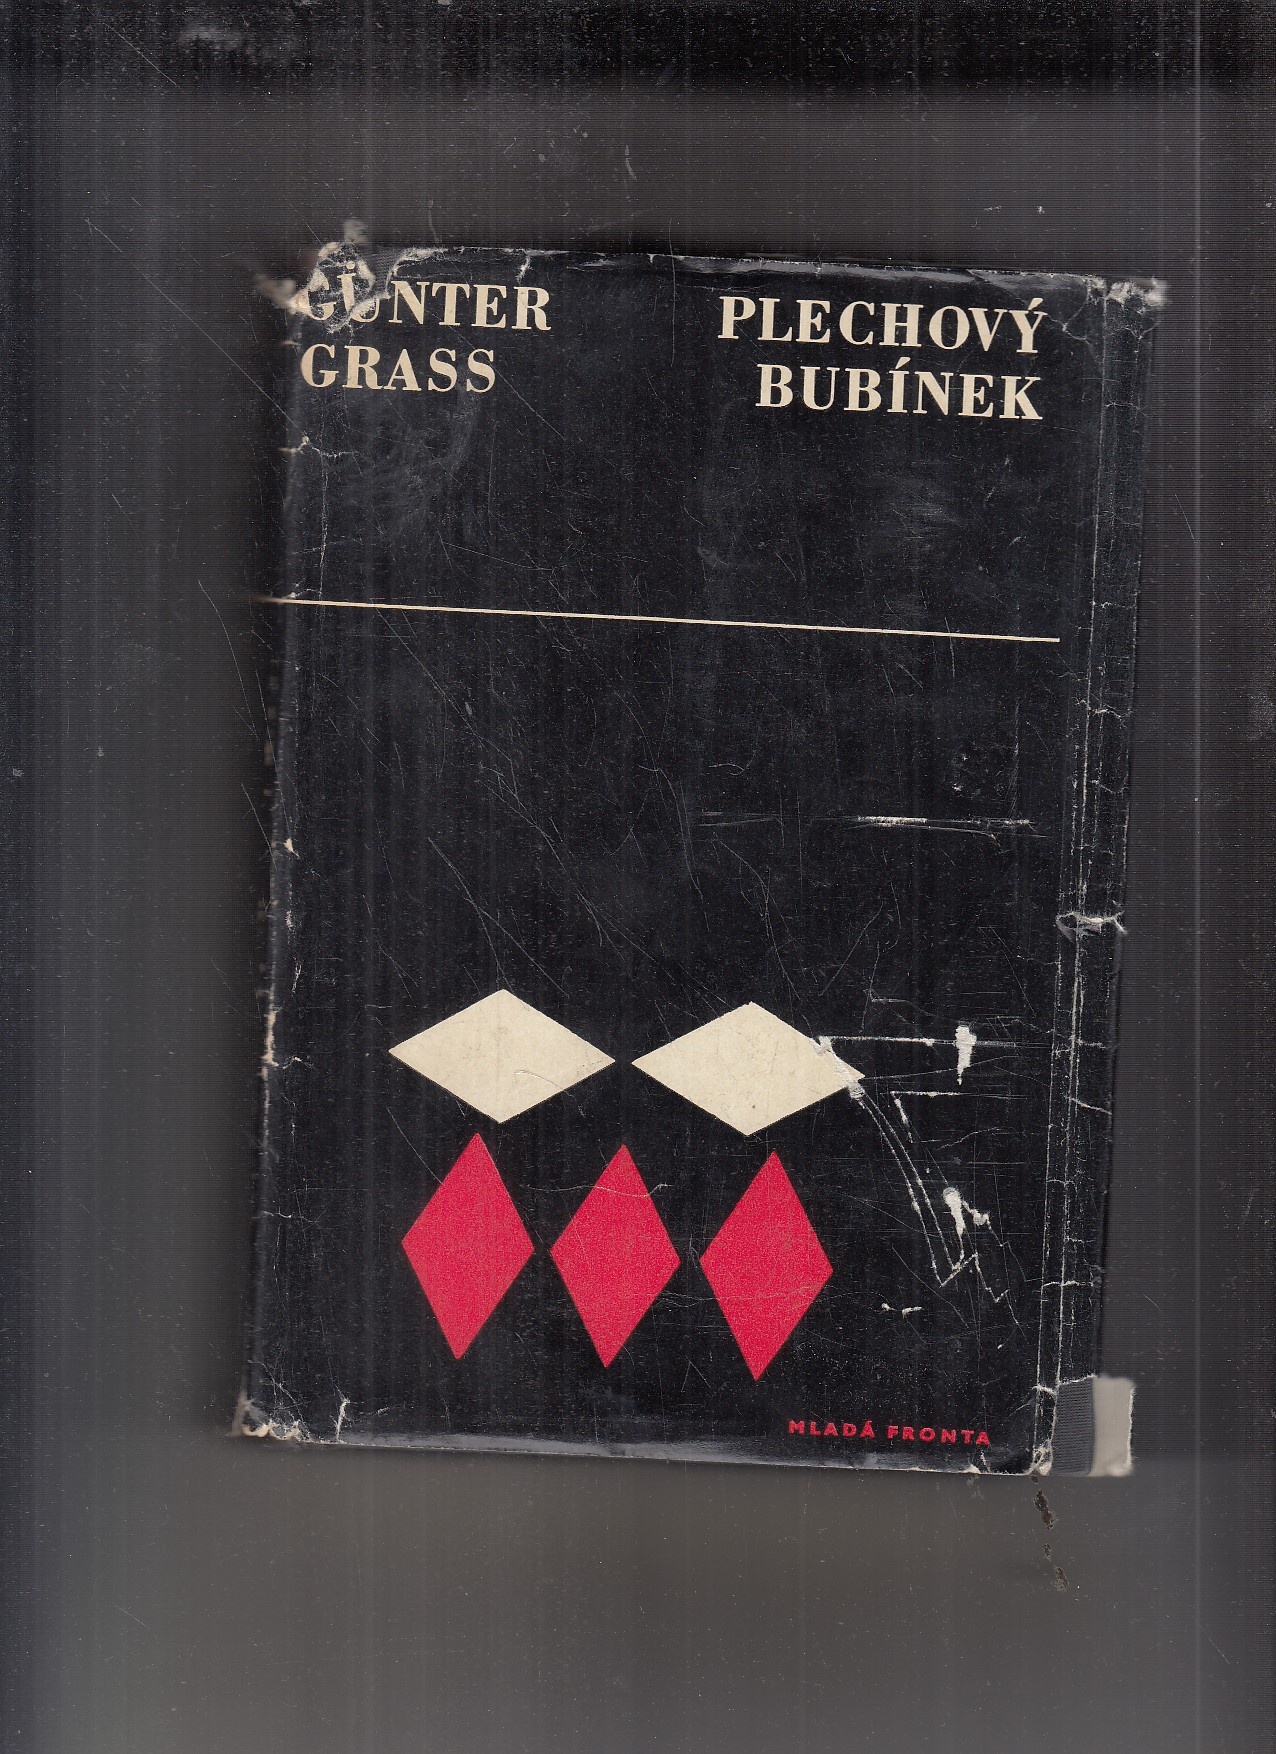 GÜNTER
GRASS
PLECHOVÝ
BUBÍNEK
MLADÁ FRONTA